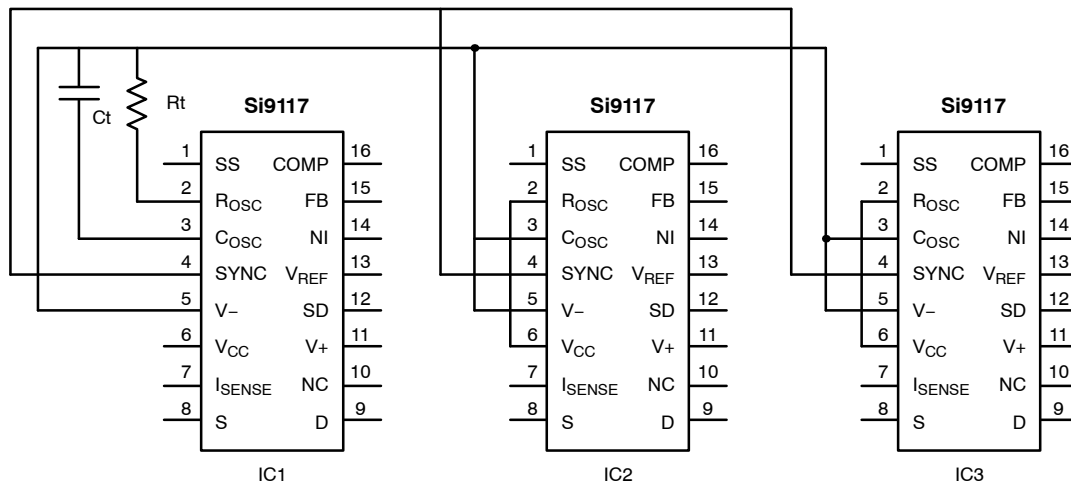 Ct
Rt
Si9117
1 SS COMP 16
2 ROSC FB 15
3 COSC NI 14
4 SYNC VREF 13
5 V− SD 12
6 VCC V+ 11
7 ISENSE NC 10
8 S D 9
IC1
Si9117
1 SS COMP 16
2 ROSC FB 15
3 COSC NI 14
4 SYNC VREF 13
5 V− SD 12
6 VCC V+ 11
7 ISENSE NC 10
8 S D 9
IC2
Si9117
1 SS COMP 16
2 ROSC FB 15
3 COSC NI 14
4 SYNC VREF 13
5 V− SD 12
6 VCC V+ 11
7 ISENSE NC 10
8 S D 9
IC3